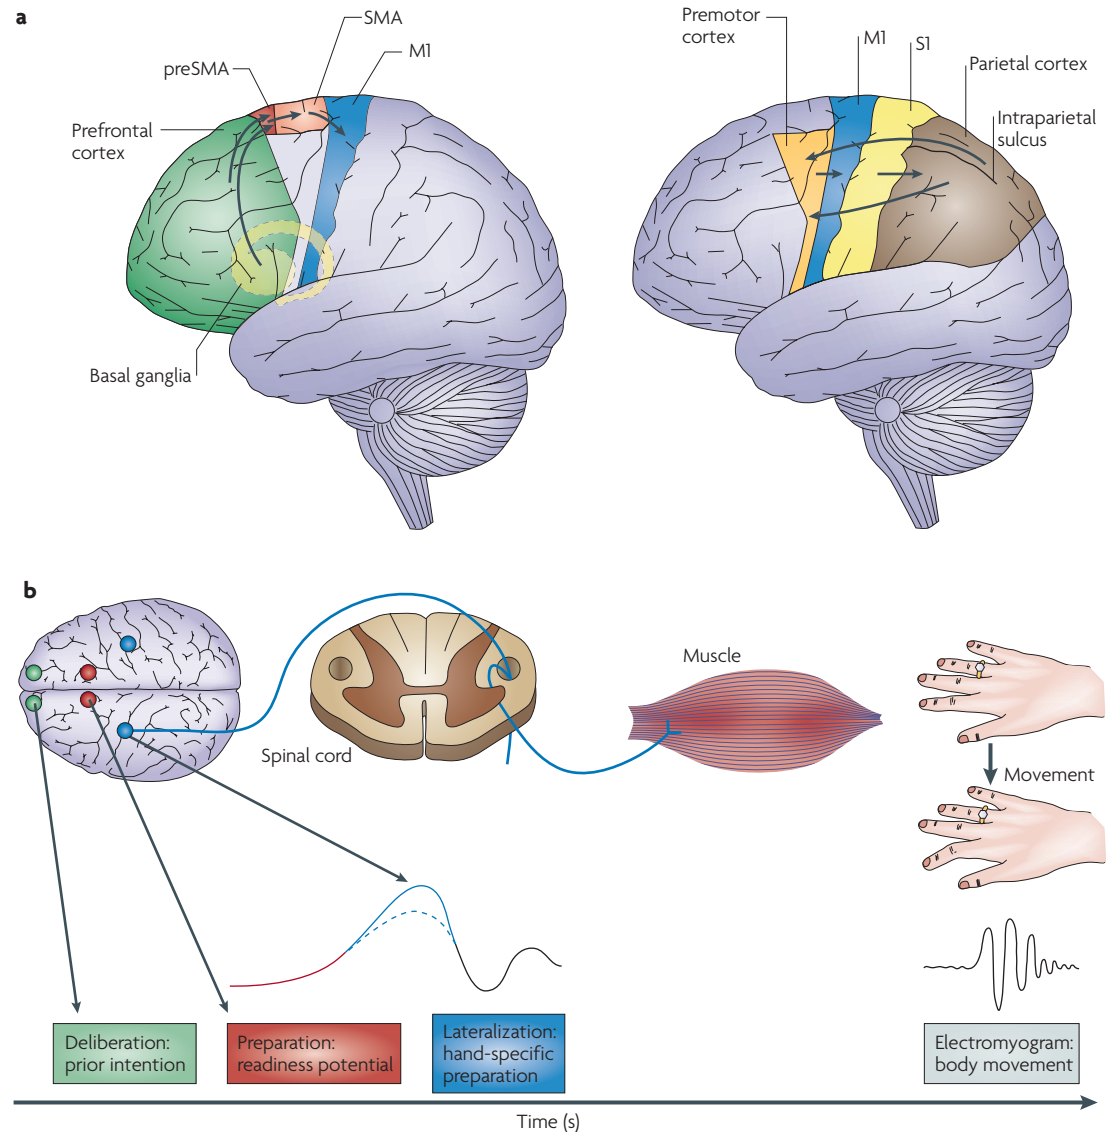 a
SMA
M1
preSMA
Prefrontal
cortex
Basal ganglia
Premotor
cortex
M1
S1
Parietal cortex
Intraparietal
sulcus
b
Spinal cord
Muscle
Movement
Deliberation:
prior intention
Preparation:
readiness potential
Lateralization:
hand-specific
preparation
Electromyogram:
body movement
Time (s)